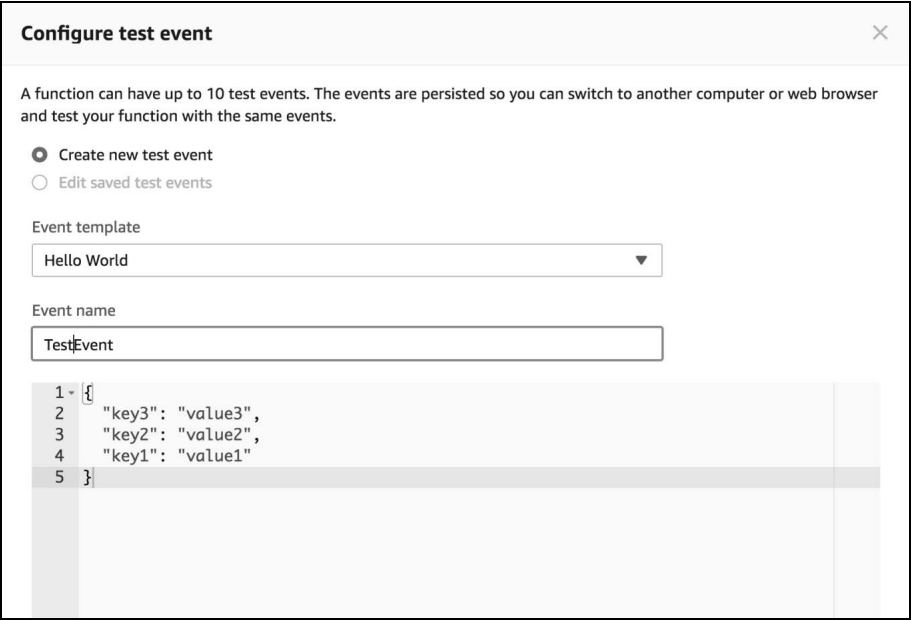 Configure test event
A function can have up to 10 test events. The events are persisted so you can switch to another computer or web browser
and test your function with the same events.
Create new test event
Edit saved test events
Event template
Hello World
Event name
TestEvent
1 {
2 "key3": "value3",
3 "key2": "value2",
4 "key1": "value1"
5 }